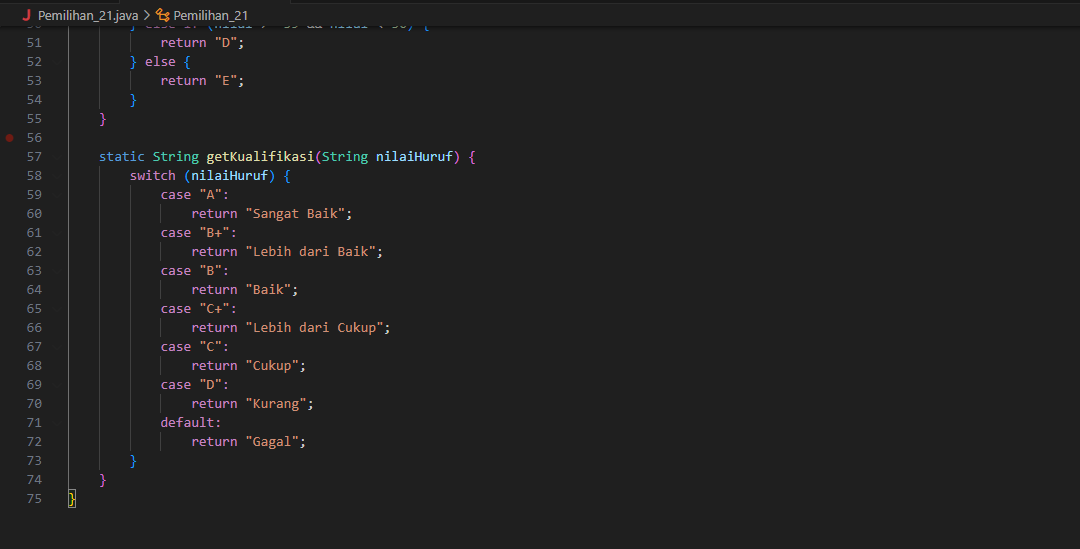 Pemilihan_21.java > Pemilihan_21
51 return "D";
52 } else {
53 return "E";
54 }
55 }
56
57 static String getKualifikasi(String nilaiHuruf) {
58 switch (nilaiHuruf) {
59 case "A":
60 return "Sangat Baik";
61 case "B+":
62 return "Lebih dari Baik";
63 case "B":
64 return "Baik";
65 case "C+":
66 return "Lebih dari Cukup";
67 case "C":
68 return "Cukup";
69 case "D":
70 return "Kurang";
71 default:
72 return "Gagal";
73 }
74 }
75 }